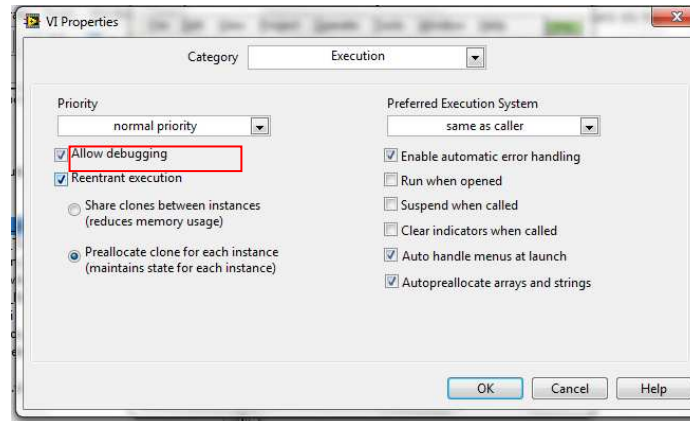 VI Properties
Category
Execution
Priority
normal priority
Allow debugging
Reentrant execution
Share clones between instances
(reduces memory usage)
Preallocate clone for each instance
(maintains state for each instance)
Preferred Execution System
same as caller
Enable automatic error handling
Run when opened
Suspend when called
Clear indicators when called
Auto handle menus at launch
Autopreallocate arrays and strings
OK
Cancel
Help